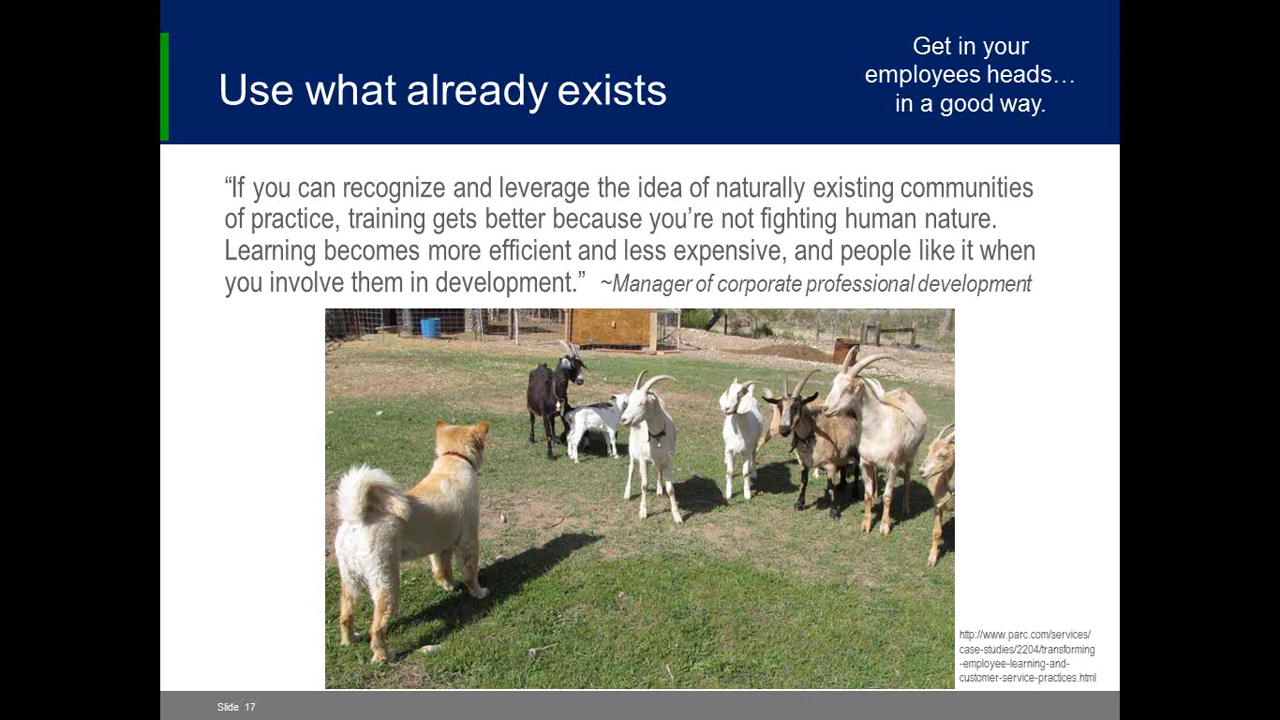 Use what already exists
Get in your
employees heads…
in a good way.
“If you can recognize and leverage the idea of naturally existing communities
of practice, training gets better because you’re not fighting human nature.
Learning becomes more efficient and less expensive, and people like it when
you involve them in development.” ~Manager of corporate professional development
http://www.parc.com/services/
case-studies/2204/transforming
-employee-learning-and-
customer-service-practices.html
Slide 17